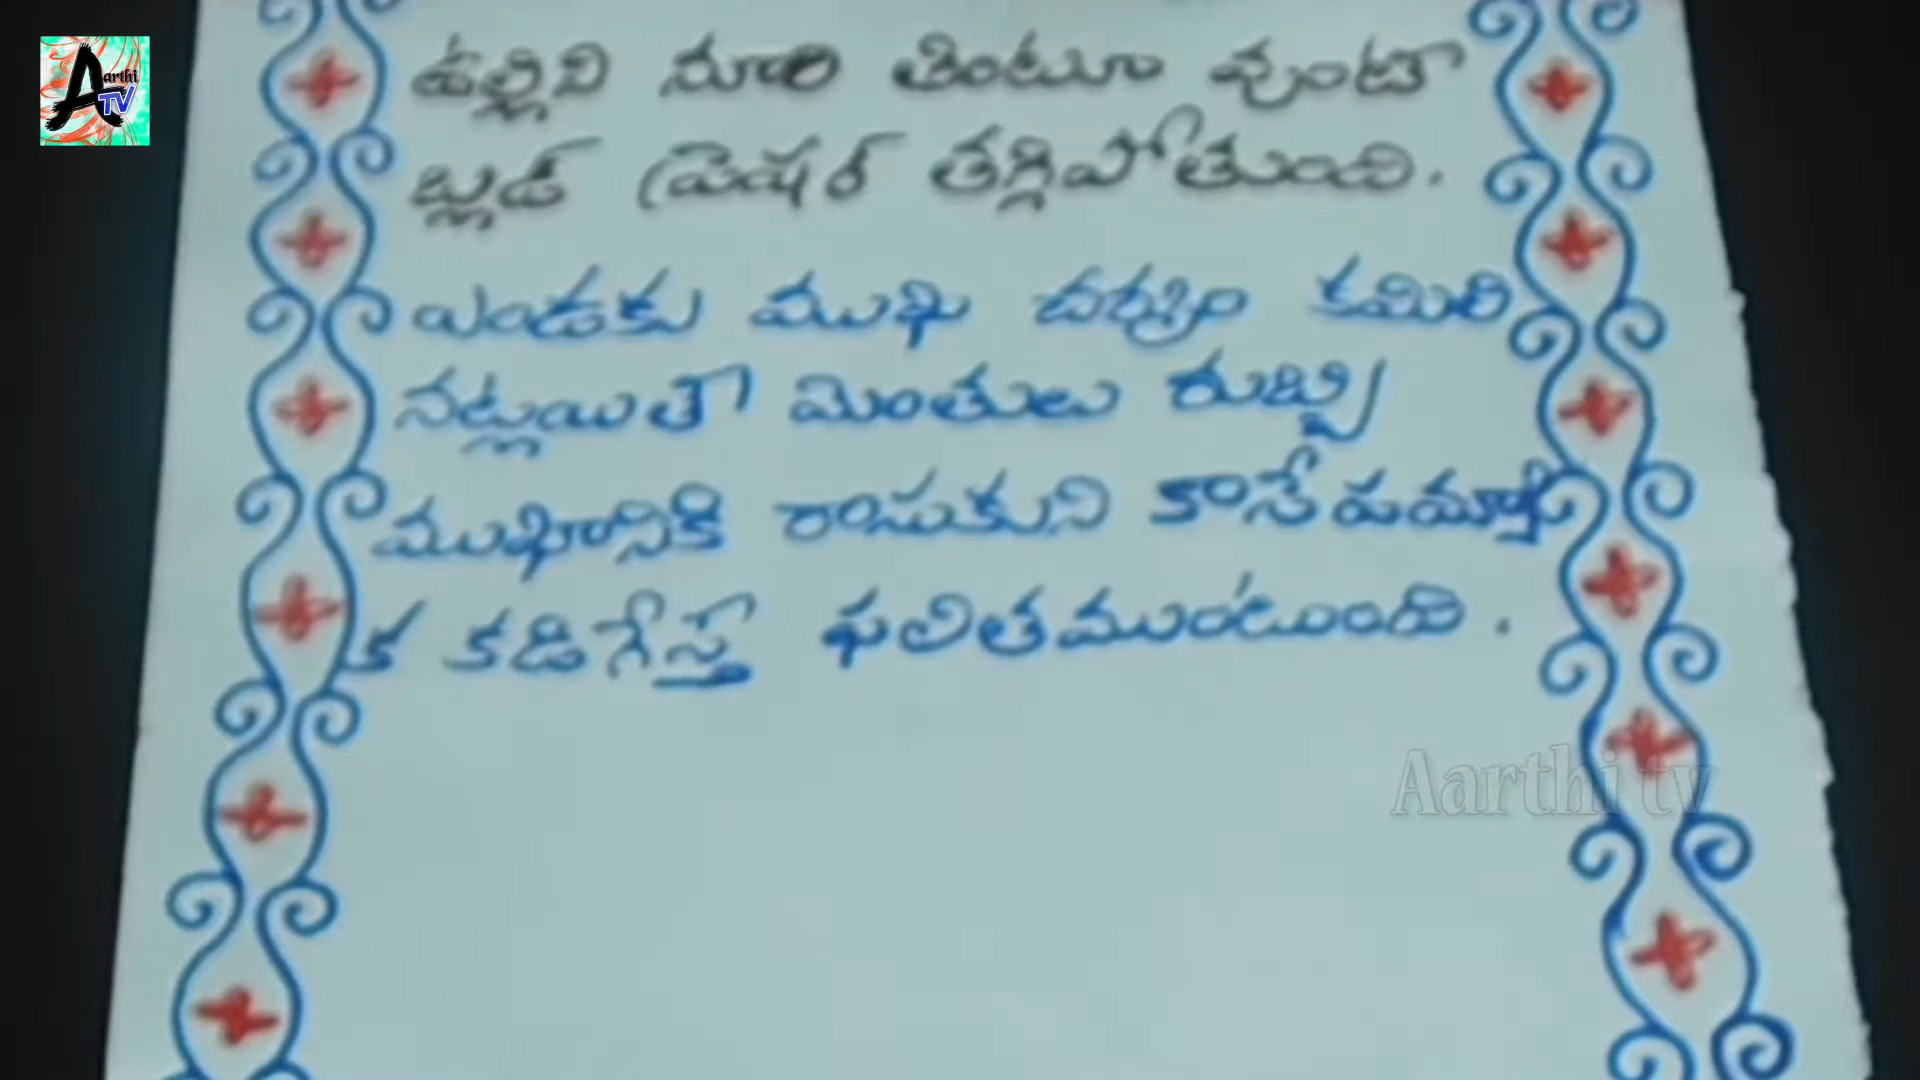 Aarthi
TV
ఉల్లిని నూరి తింటూ వుంటే
బ్లడ్ ప్రెషర్ తగ్గిపోతుంది.
ఎండకు ముఖ చర్మం కమిలి
నట్లయితే మెంతులు రుబ్బి
ముఖానికి రాసుకుని కాసేపయ్యా
క కడిగేస్తే ఫలితముంటుంది.
Aarthi tv